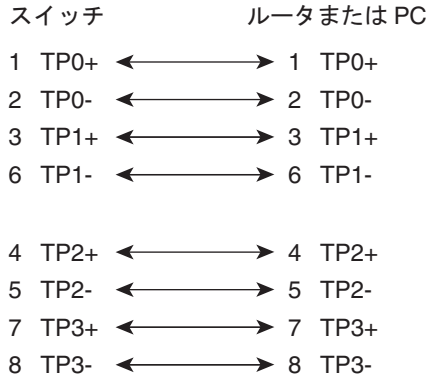 スイッチ ルータまたは PC
1 TP0+ 1 TP0+
2 TP0- 2 TP0-
3 TP1+ 3 TP1+
6 TP1- 6 TP1-
4 TP2+ 4 TP2+
5 TP2- 5 TP2-
7 TP3+ 7 TP3+
8 TP3- 8 TP3-